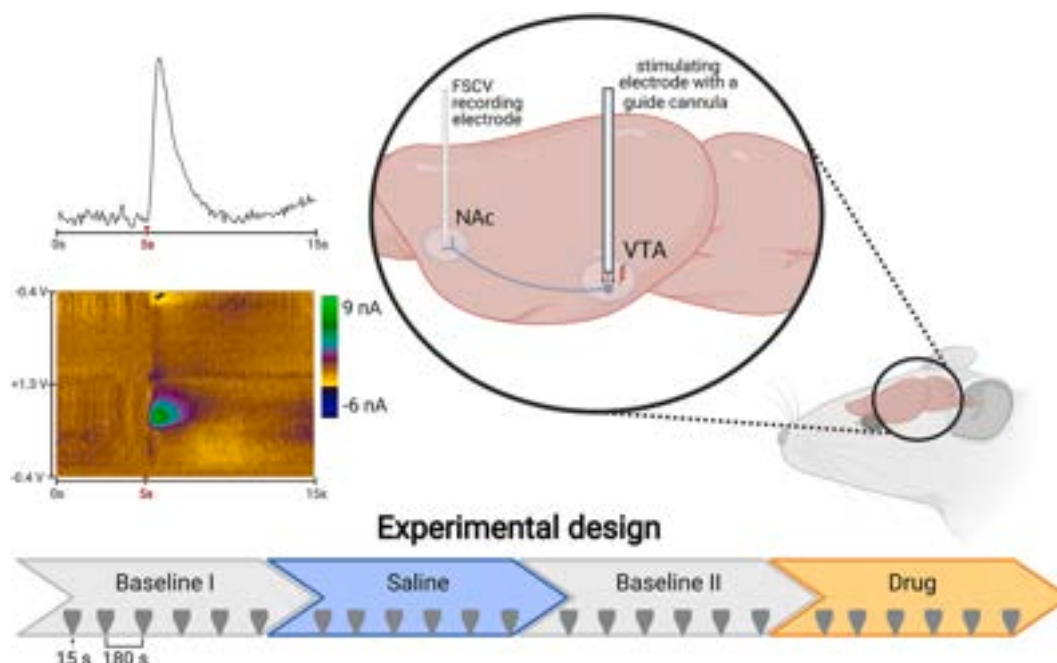 FSCV
recording
electrode
stimulating
electrode with a
guide cannula
NAc
VTA
0s
5s
15s
-0.4 V
+1.3 V
-0.4 V
9 nA
-6 nA
0s
5s
15s
Experimental design
Baseline I
Saline
Baseline II
Drug
15 s
180 s